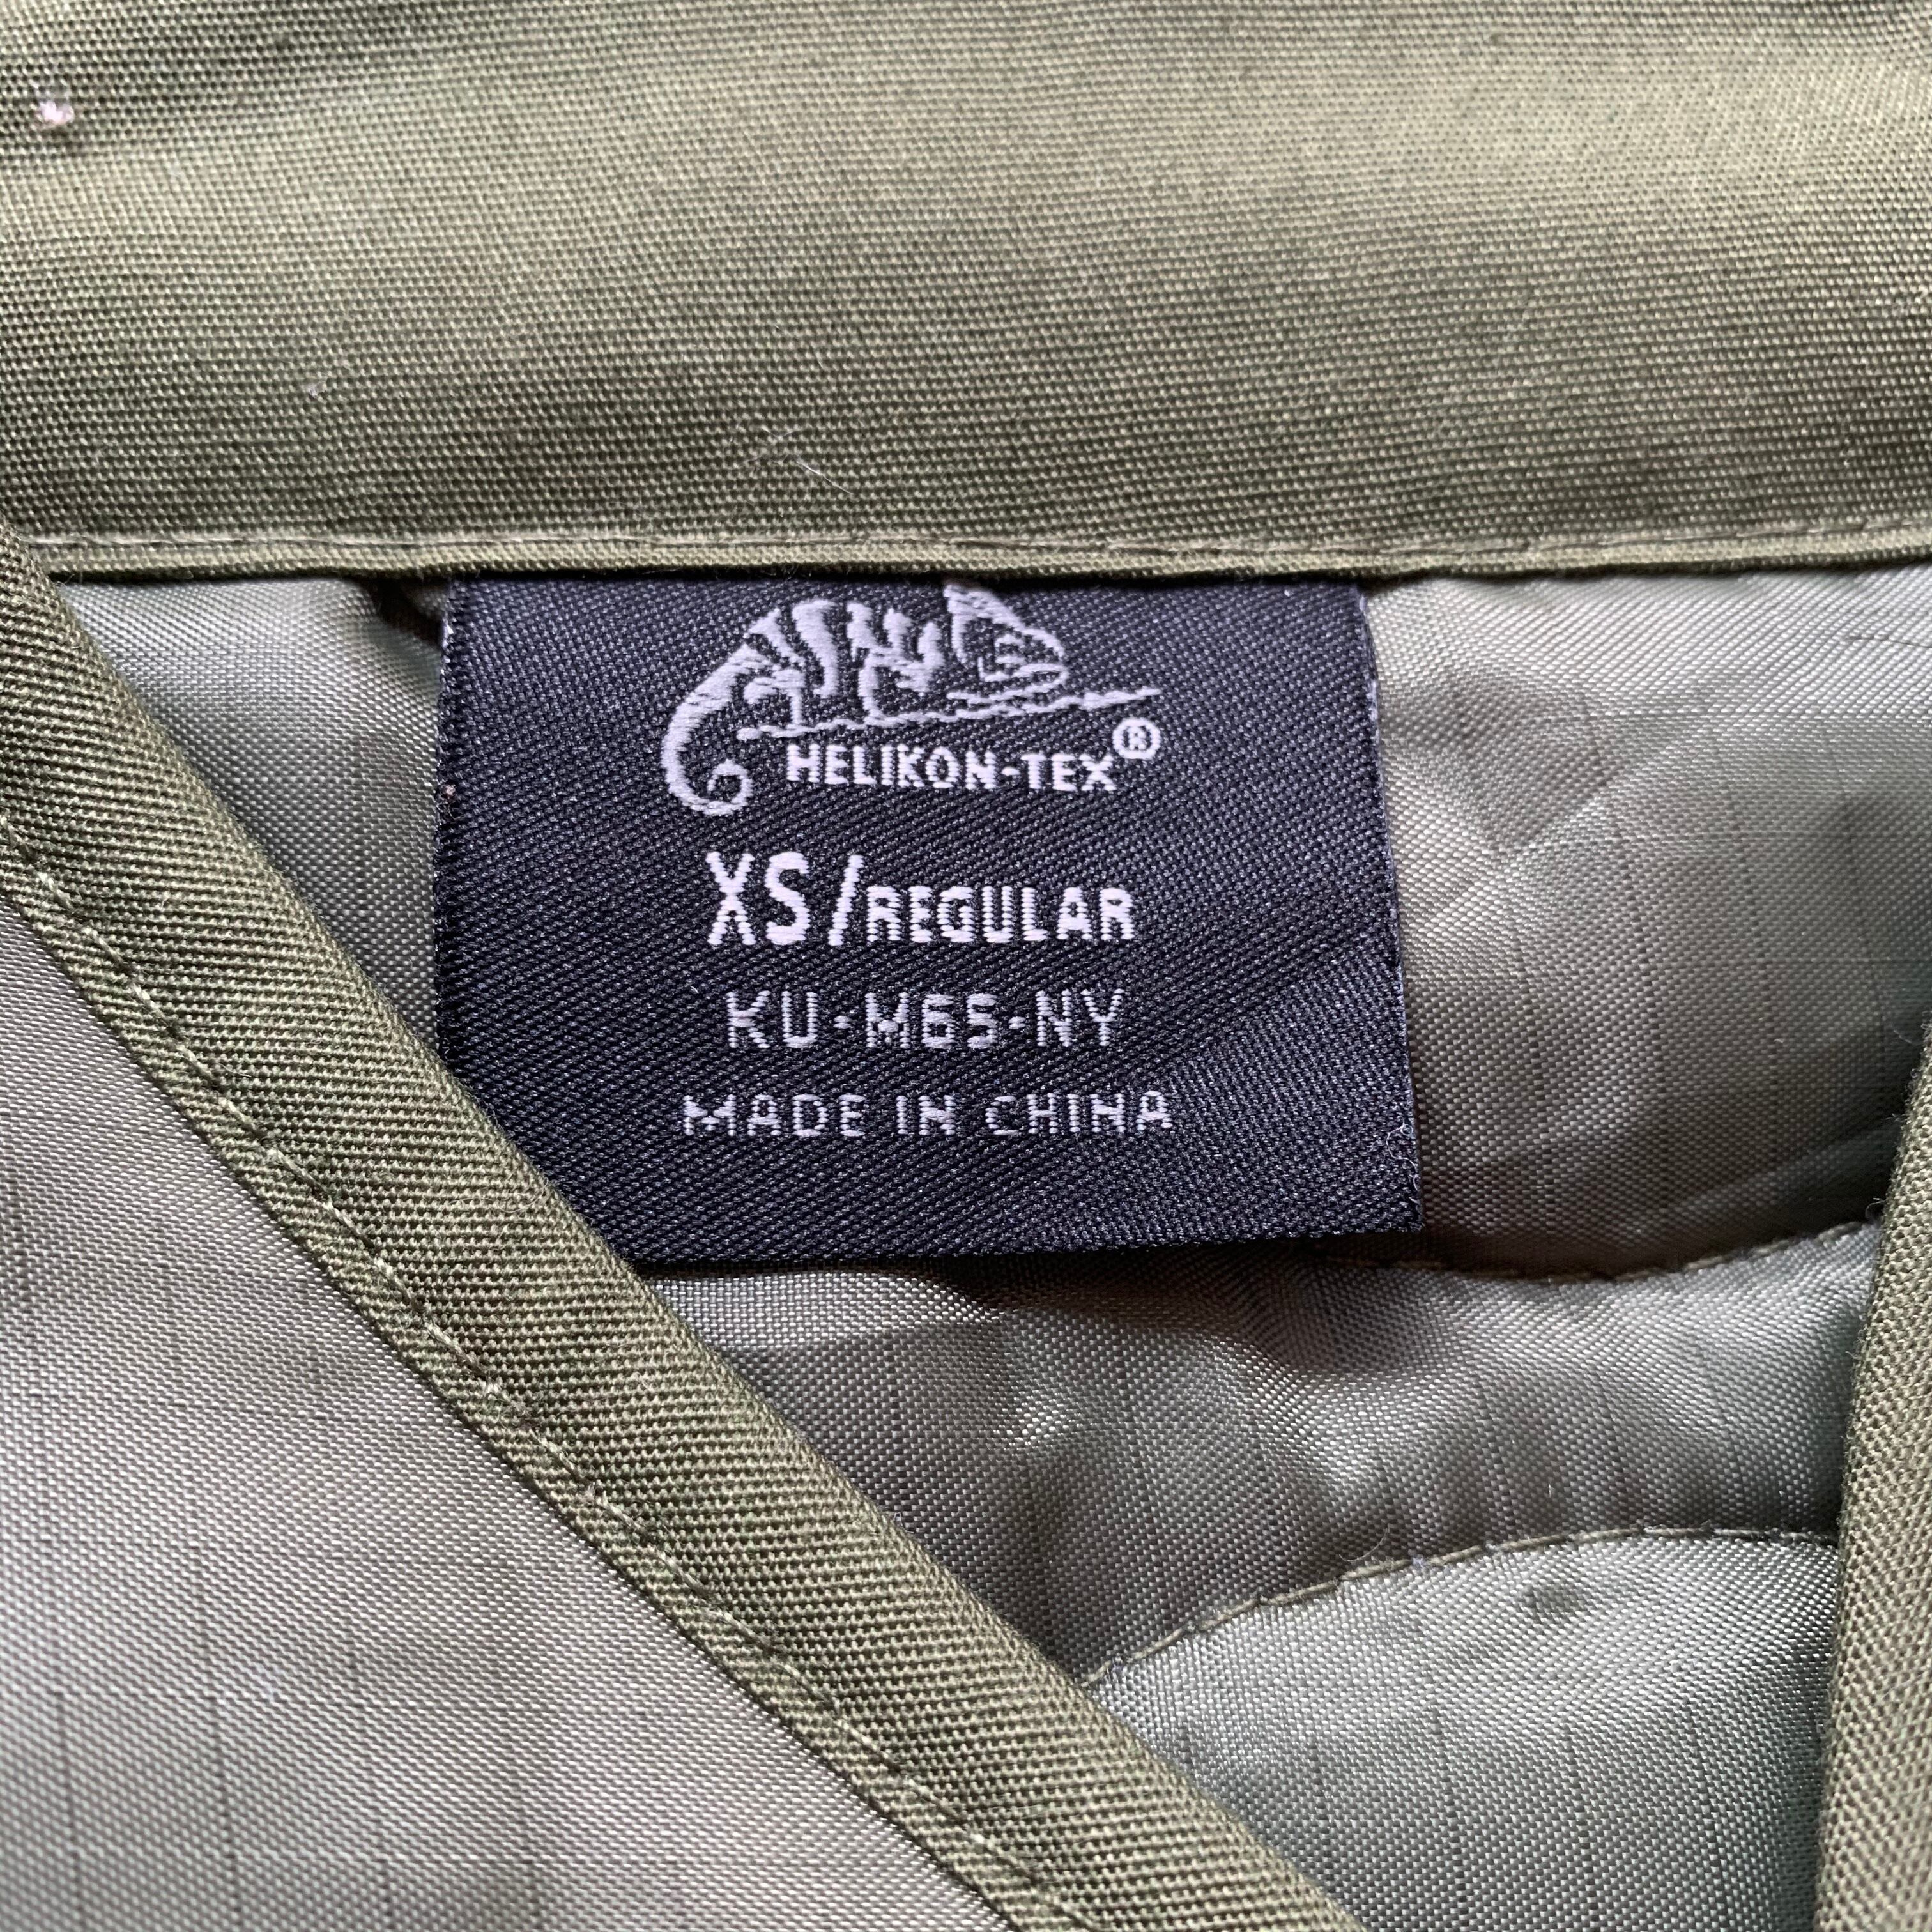 HELIKON-TEX®
XS/REGULAR
KU·M65·NY
MADE IN CHINA